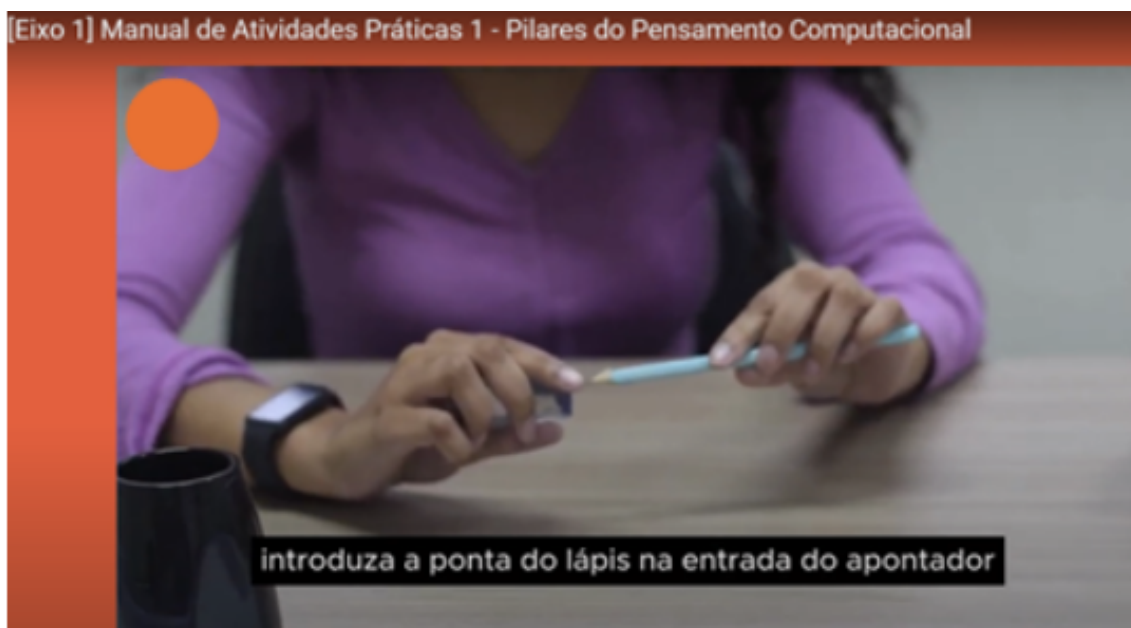 [Eixo 1] Manual de Atividades Práticas 1 - Pilares do Pensamento Computacional
introduza a ponta do lápis na entrada do apontador